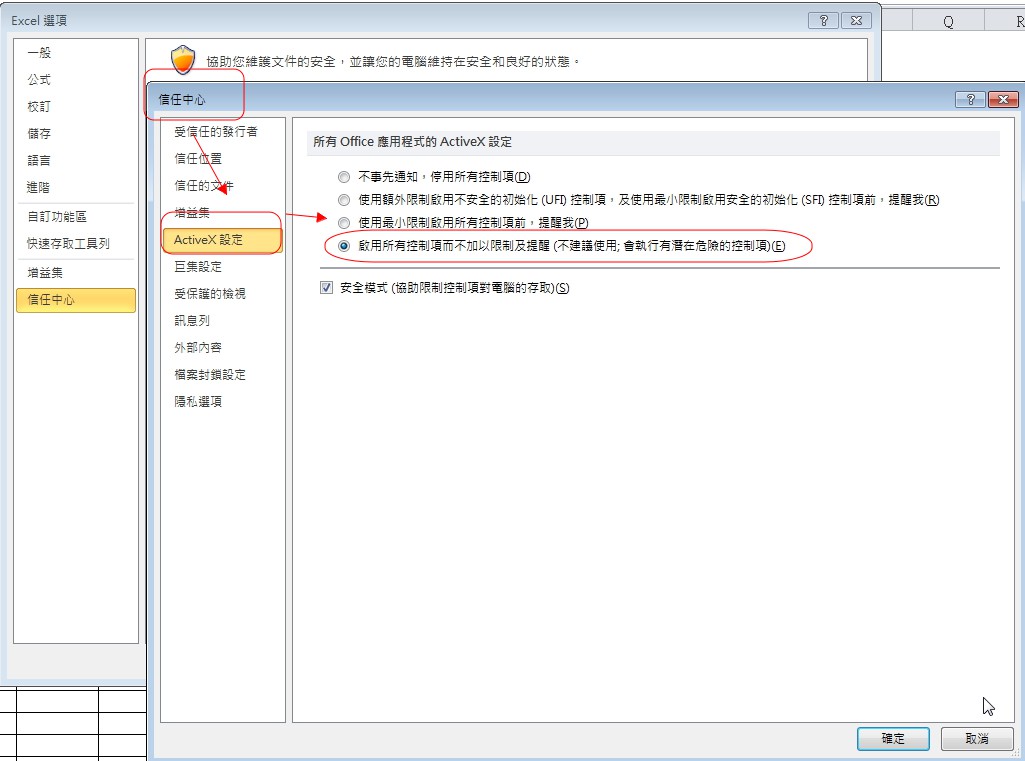 Excel 選項
Q
R
一般
公式
校訂
儲存
語言
進階
自訂功能區
快速存取工具列
增益集
信任中心
協助您維護文件的安全，並讓您的電腦維持在安全和良好的狀態。
信任中心
受信任的發行者
信任位置
信任的文件
增益集
ActiveX 設定
巨集設定
受保護的檢視
訊息列
外部內容
檔案封鎖設定
隱私選項
所有 Office 應用程式的 ActiveX 設定
不事先通知，停用所有控制項(D)
使用額外限制啟用不安全的初始化 (UFI) 控制項，及使用最小限制啟用安全的初始化 (SFI) 控制項前，提醒我(R)
使用最小限制啟用所有控制項前，提醒我(P)
啟用所有控制項而不加以限制及提醒 (不建議使用; 會執行有潛在危險的控制項)(E)
安全模式 (協助限制控制項對電腦的存取)(S)
確定
取消